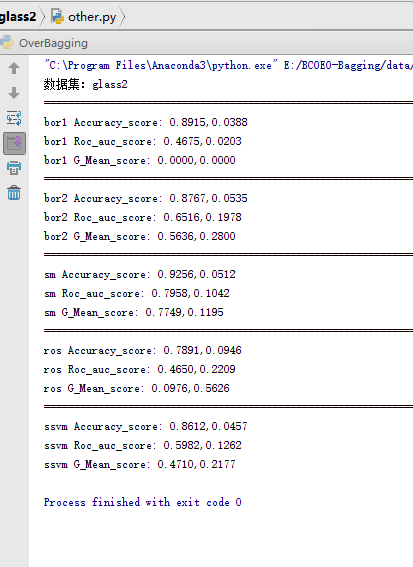 glass2 other.py
OverBagging
"C:\Program Files\Anaconda3\python.exe" E:/BCOEO-Bagging/data/
数据集: glass2
bor1 Accuracy_score: 0.8915,0.0388
bor1 Roc_auc_score: 0.4675,0.0203
bor1 G_Mean_score: 0.0000,0.0000
bor2 Accuracy_score: 0.8767,0.0535
bor2 Roc_auc_score: 0.6516,0.1978
bor2 G_Mean_score: 0.5636,0.2800
sm Accuracy_score: 0.9256,0.0512
sm Roc_auc_score: 0.7958,0.1042
sm G_Mean_score: 0.7749,0.1195
ros Accuracy_score: 0.7891,0.0946
ros Roc_auc_score: 0.4650,0.2209
ros G_Mean_score: 0.0976,0.5626
ssvm Accuracy_score: 0.8612,0.0457
ssvm Roc_auc_score: 0.5982,0.1262
ssvm G_Mean_score: 0.4710,0.2177
Process finished with exit code 0